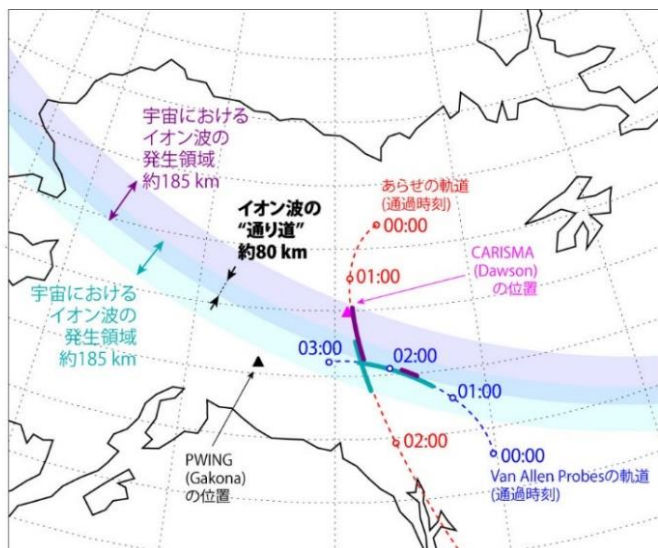 宇宙における
イオン波の
発生領域
約185 km
イオン波の
“通り道”
約80 km
あらせの軌道
(通過時刻)
00:00
01:00
CARISMA
(Dawson)
の位置
宇宙における
イオン波の
発生領域
約185 km
03:00
02:00
01:00
02:00
00:00
PWING
(Gakona)
の位置
Van Allen Probesの軌道
(通過時刻)